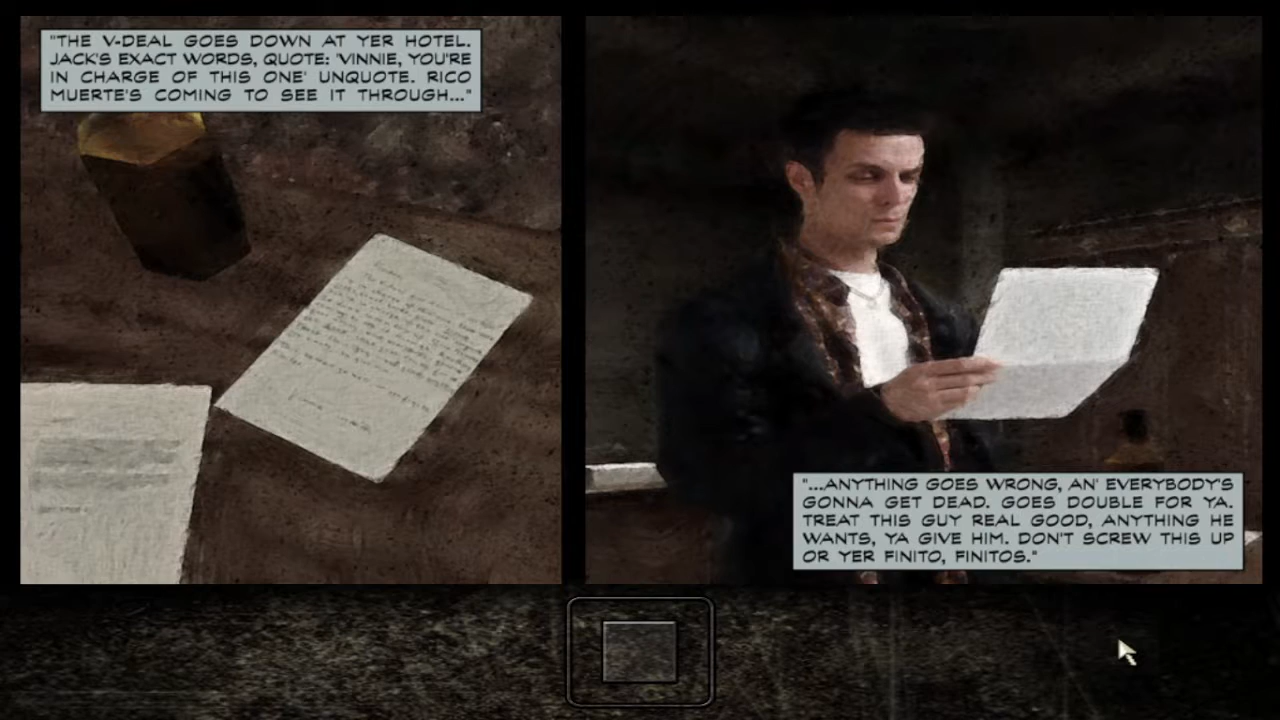 "THE V-DEAL GOES DOWN AT YER HOTEL.
JACK'S EXACT WORDS, QUOTE: 'VINNIE, YOU'RE
IN CHARGE OF THIS ONE' UNQUOTE. RICO
MUERTE'S COMING TO SEE IT THROUGH..."
"...ANYTHING GOES WRONG, AN' EVERYBODY'S
GONNA GET DEAD. GOES DOUBLE FOR YA.
TREAT THIS GUY REAL GOOD, ANYTHING HE
WANTS, YA GIVE HIM. DON'T SCREW THIS UP
OR YER FINITO, FINITOS."